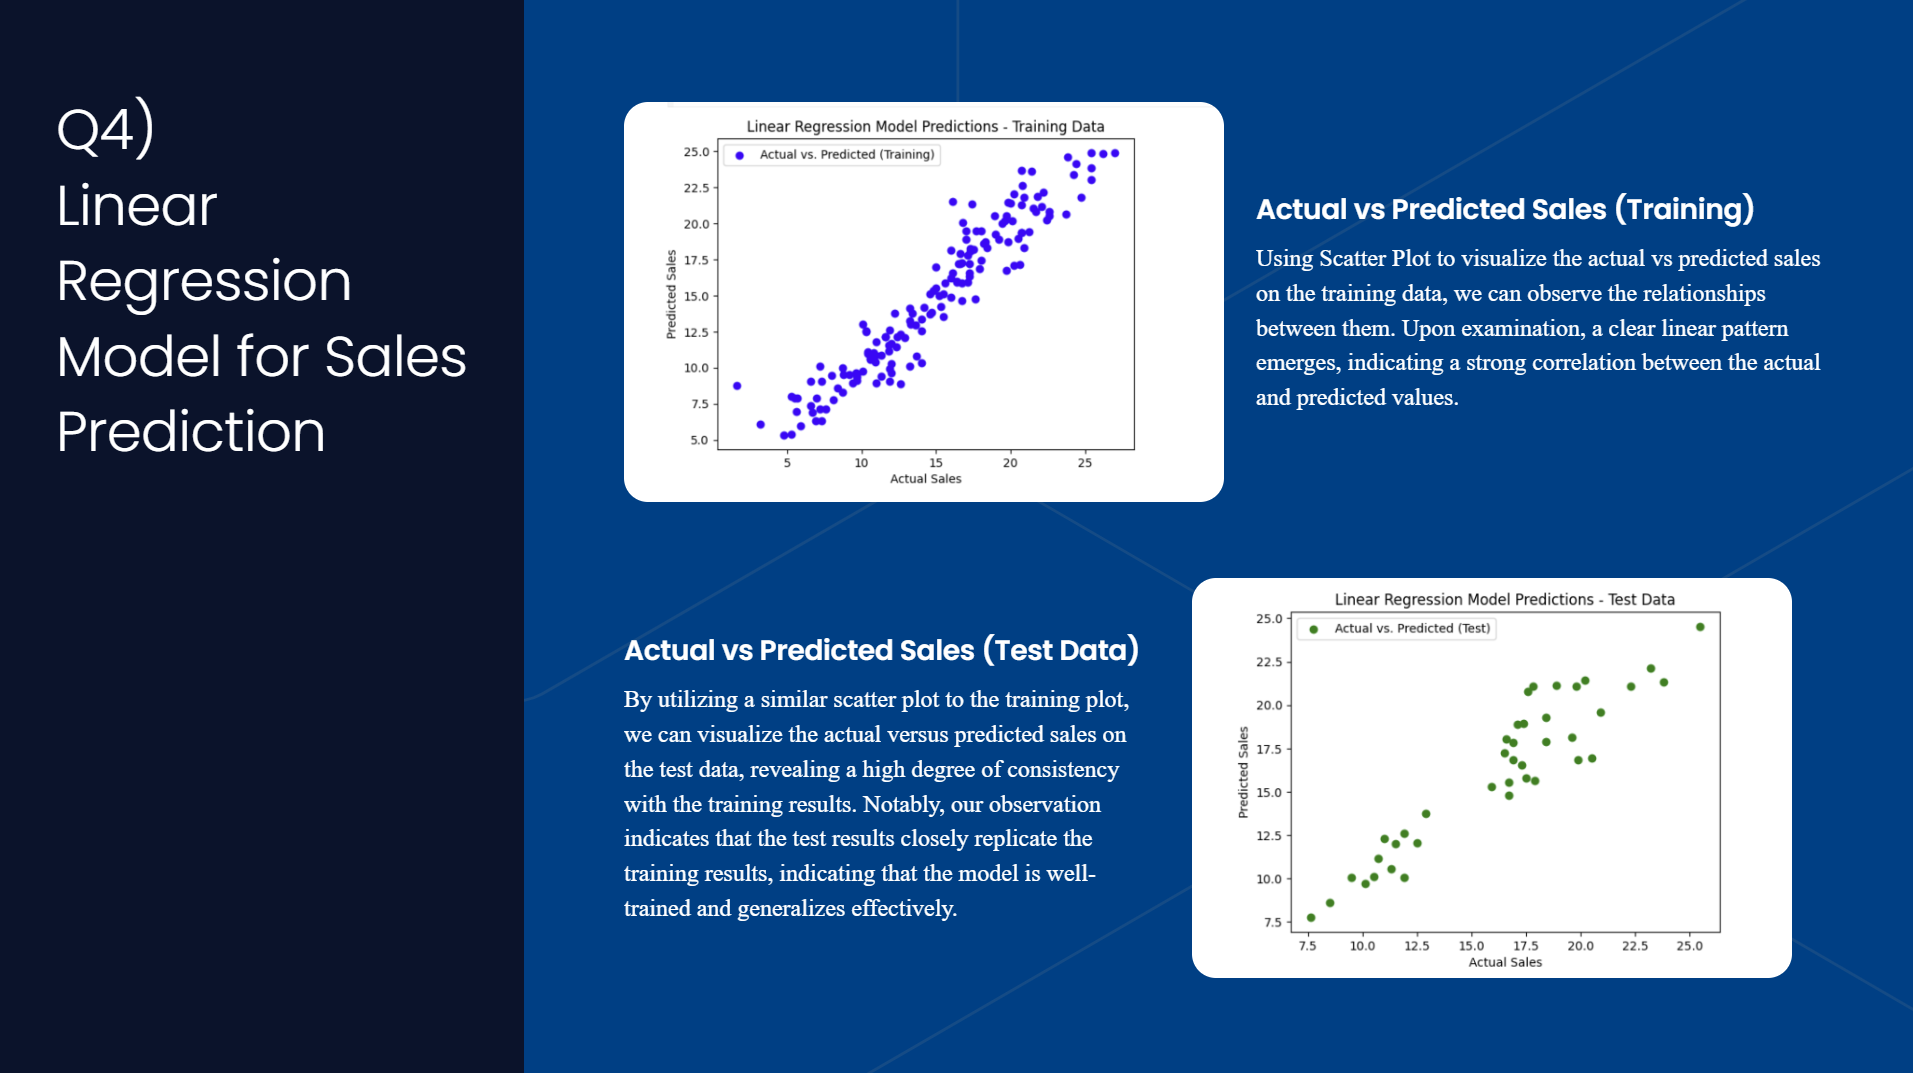 Q4)
Linear
Regression
Model for Sales
Prediction
Linear Regression Model Predictions - Training Data
Actual vs. Predicted (Training)
25.0
22.5
20.0
17.5
15.0
12.5
10.0
7.5
5.0
Predicted Sales
5 10 15 20 25
Actual Sales
Actual vs Predicted Sales (Training)
Using Scatter Plot to visualize the actual vs predicted sales
on the training data, we can observe the relationships
between them. Upon examination, a clear linear pattern
emerges, indicating a strong correlation between the actual
and predicted values.
Actual vs Predicted Sales (Test Data)
By utilizing a similar scatter plot to the training plot,
we can visualize the actual versus predicted sales on
the test data, revealing a high degree of consistency
with the training results. Notably, our observation
indicates that the test results closely replicate the
training results, indicating that the model is well-
trained and generalizes effectively.
Linear Regression Model Predictions - Test Data
Actual vs. Predicted (Test)
25.0
22.5
20.0
17.5
15.0
12.5
10.0
7.5
Predicted Sales
7.5 10.0 12.5 15.0 17.5 20.0 22.5 25.0
Actual Sales